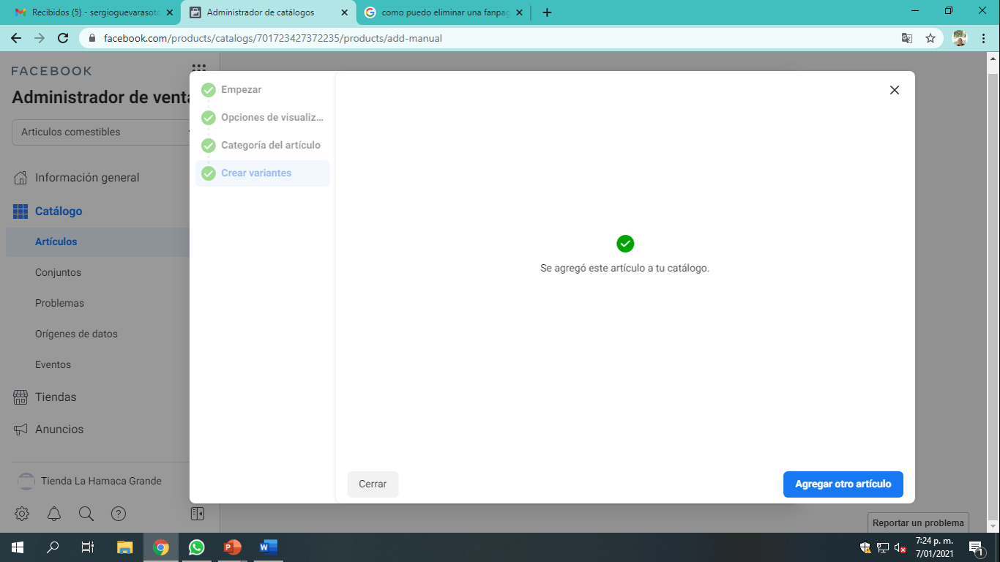 Recibidos (5) - sergioguevarasoto
Administrador de catálogos
como puedo eliminar una fanpag
facebook.com/products/catalogs/701723427372235/products/add-manual
FACEBOOK
Administrador de venta
Articulos comestibles
Información general
Catálogo
Artículos
Conjuntos
Problemas
Orígenes de datos
Eventos
Tiendas
Anuncios
Tienda La Hamaca Grande
Empezar
Opciones de visualiz...
Categoría del artículo
Crear variantes
Se agregó este artículo a tu catálogo.
Cerrar
Agregar otro artículo
Reportar un problema
7:24 p. m.
7/01/2021
1